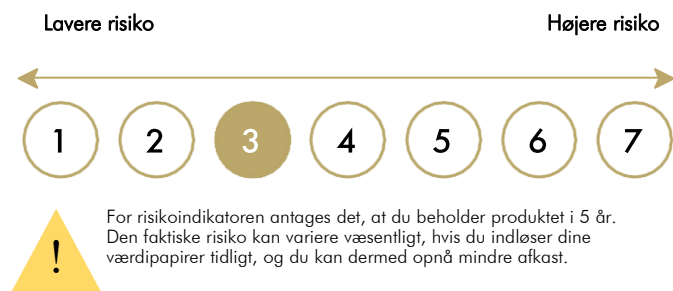 Lavere risiko Højere risiko
1 2 3 4 5 6 7
For risikoindikatoren antages det, at du beholder produktet i 5 år.
Den faktiske risiko kan variere væsentligt, hvis du indløser dine
! værdipapirer tidligt, og du kan dermed opnå mindre afkast.